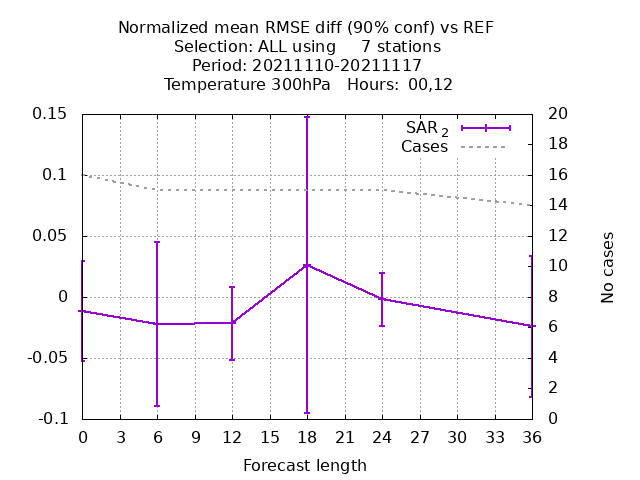 Normalized mean RMSE diff (90% conf) vs REF
Selection: ALL using     7 stations
Period: 20211110-20211117
Temperature 300hPa   Hours:  00,12
SAR 2
Cases
0.15
0.1
0.05
0
-0.05
-0.1
20
18
16
14
12
10
8
6
4
2
0
No cases
0 3 6 9 12 15 18 21 24 27 30 33 36
Forecast length